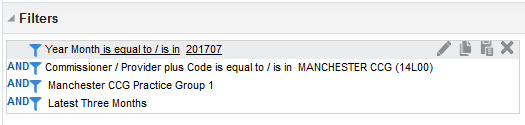 Filters
Year Month is equal to / is in 201707
AND Commissioner / Provider plus Code is equal to / is in MANCHESTER CCG (14L00)
AND Manchester CCG Practice Group 1
AND Latest Three Months